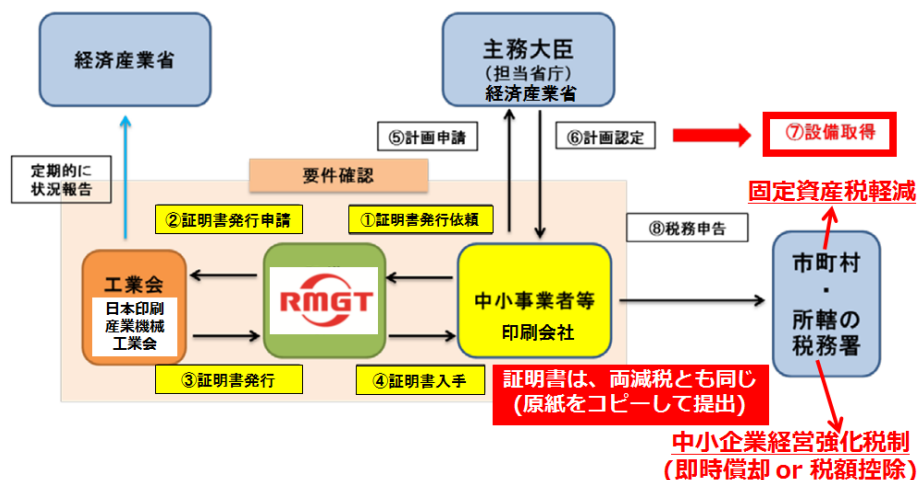 経済産業省
主務大臣
(担当省庁)
経済産業省
⑤計画申請
⑥計画認定
⑦設備取得
定期的に
状況報告
要件確認
固定資産税軽減
②証明書発行申請
①証明書発行依頼
⑧税務申告
工業会
日本印刷
産業機械
工業会
RMGT
中小事業者等
印刷会社
市町村
・
所轄の
税務署
③証明書発行
④証明書入手
証明書は、両減税とも同じ
(原紙をコピーして提出)
中小企業経営強化税制
(即時償却 or 税額控除)